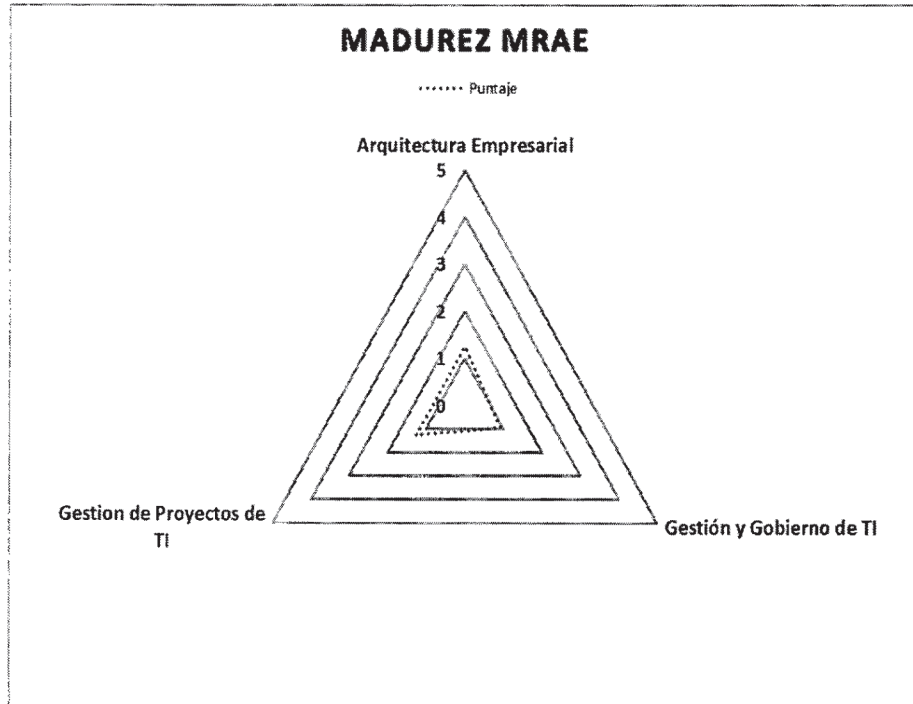 MADUREZ MRAE
Puntaje
Arquitectura Empresarial
5
4
3
2
1
0
Gestion de Proyectos de
TI
Gestión y Gobierno de TI